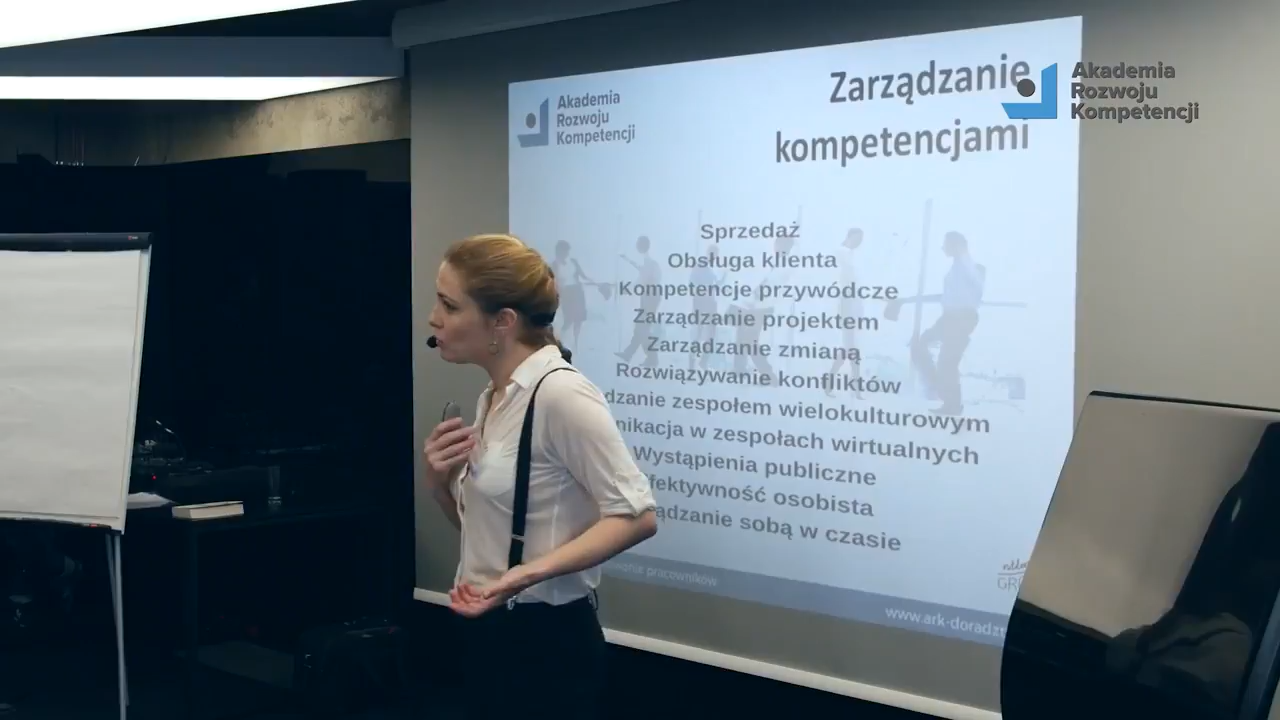 Akademia
Rozwoju
Kompetencji
Zarządzanie
kompetencjami
Akademia
Rozwoju
Kompetencji
Sprzedaż
Obsługa klienta
Kompetencje przywódcze
Zarządzanie projektem
Zarządzanie zmianą
Rozwiązywanie konfliktów
dzanie zespołem wielokulturowym
nikacja w zespołach wirtualnych
Wystąpienia publiczne
fektywność osobista
ądzanie sobą w czasie
pracowników
www.ark-doradz